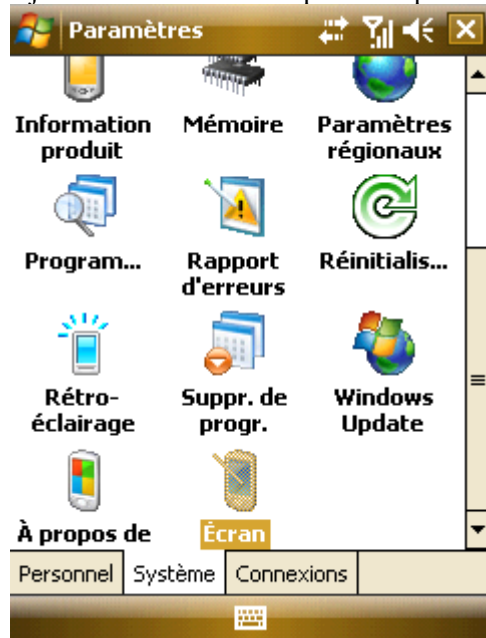 Paramètres
Information produit
Mémoire
Paramètres régionaux
Program...
Rapport d'erreurs
Réinitialis...
Rétro-
éclairage
Suppr. de progr.
Windows Update
À propos de
Écran
Personnel
Système
Connexions